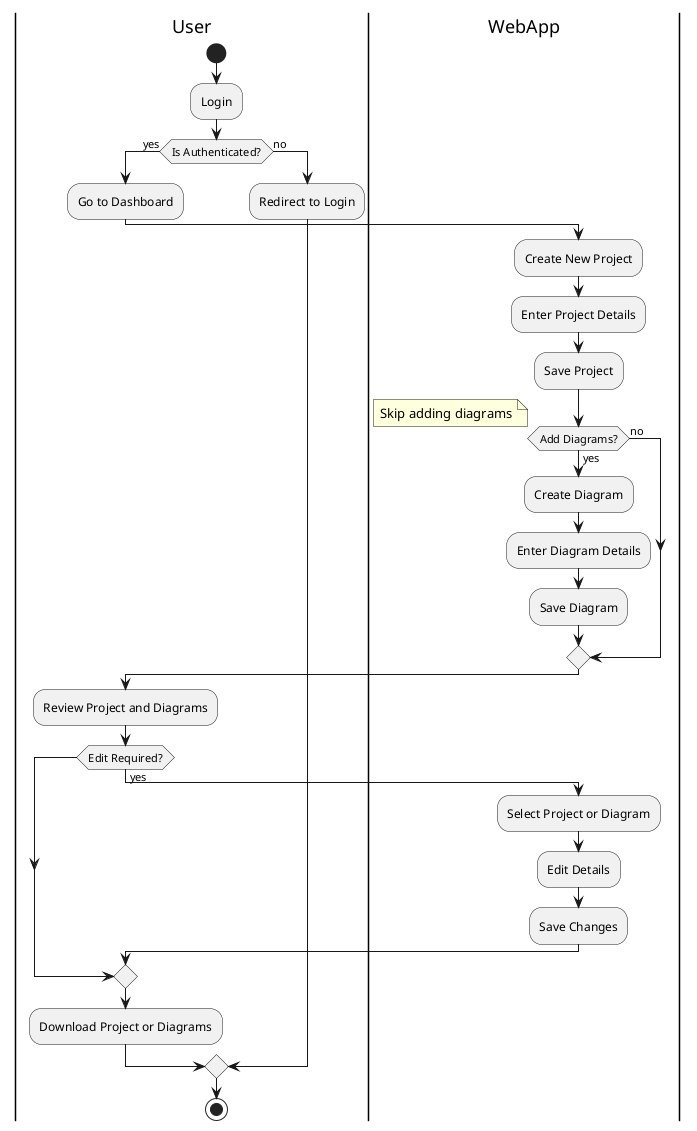 User
WebApp
Login
Is Authenticated?
yes
no
Go to Dashboard
Redirect to Login
Create New Project
Enter Project Details
Save Project
Skip adding diagrams
Add Diagrams?
no
yes
Create Diagram
Enter Diagram Details
Save Diagram
Review Project and Diagrams
Edit Required?
yes
Select Project or Diagram
Edit Details
Save Changes
Download Project or Diagrams